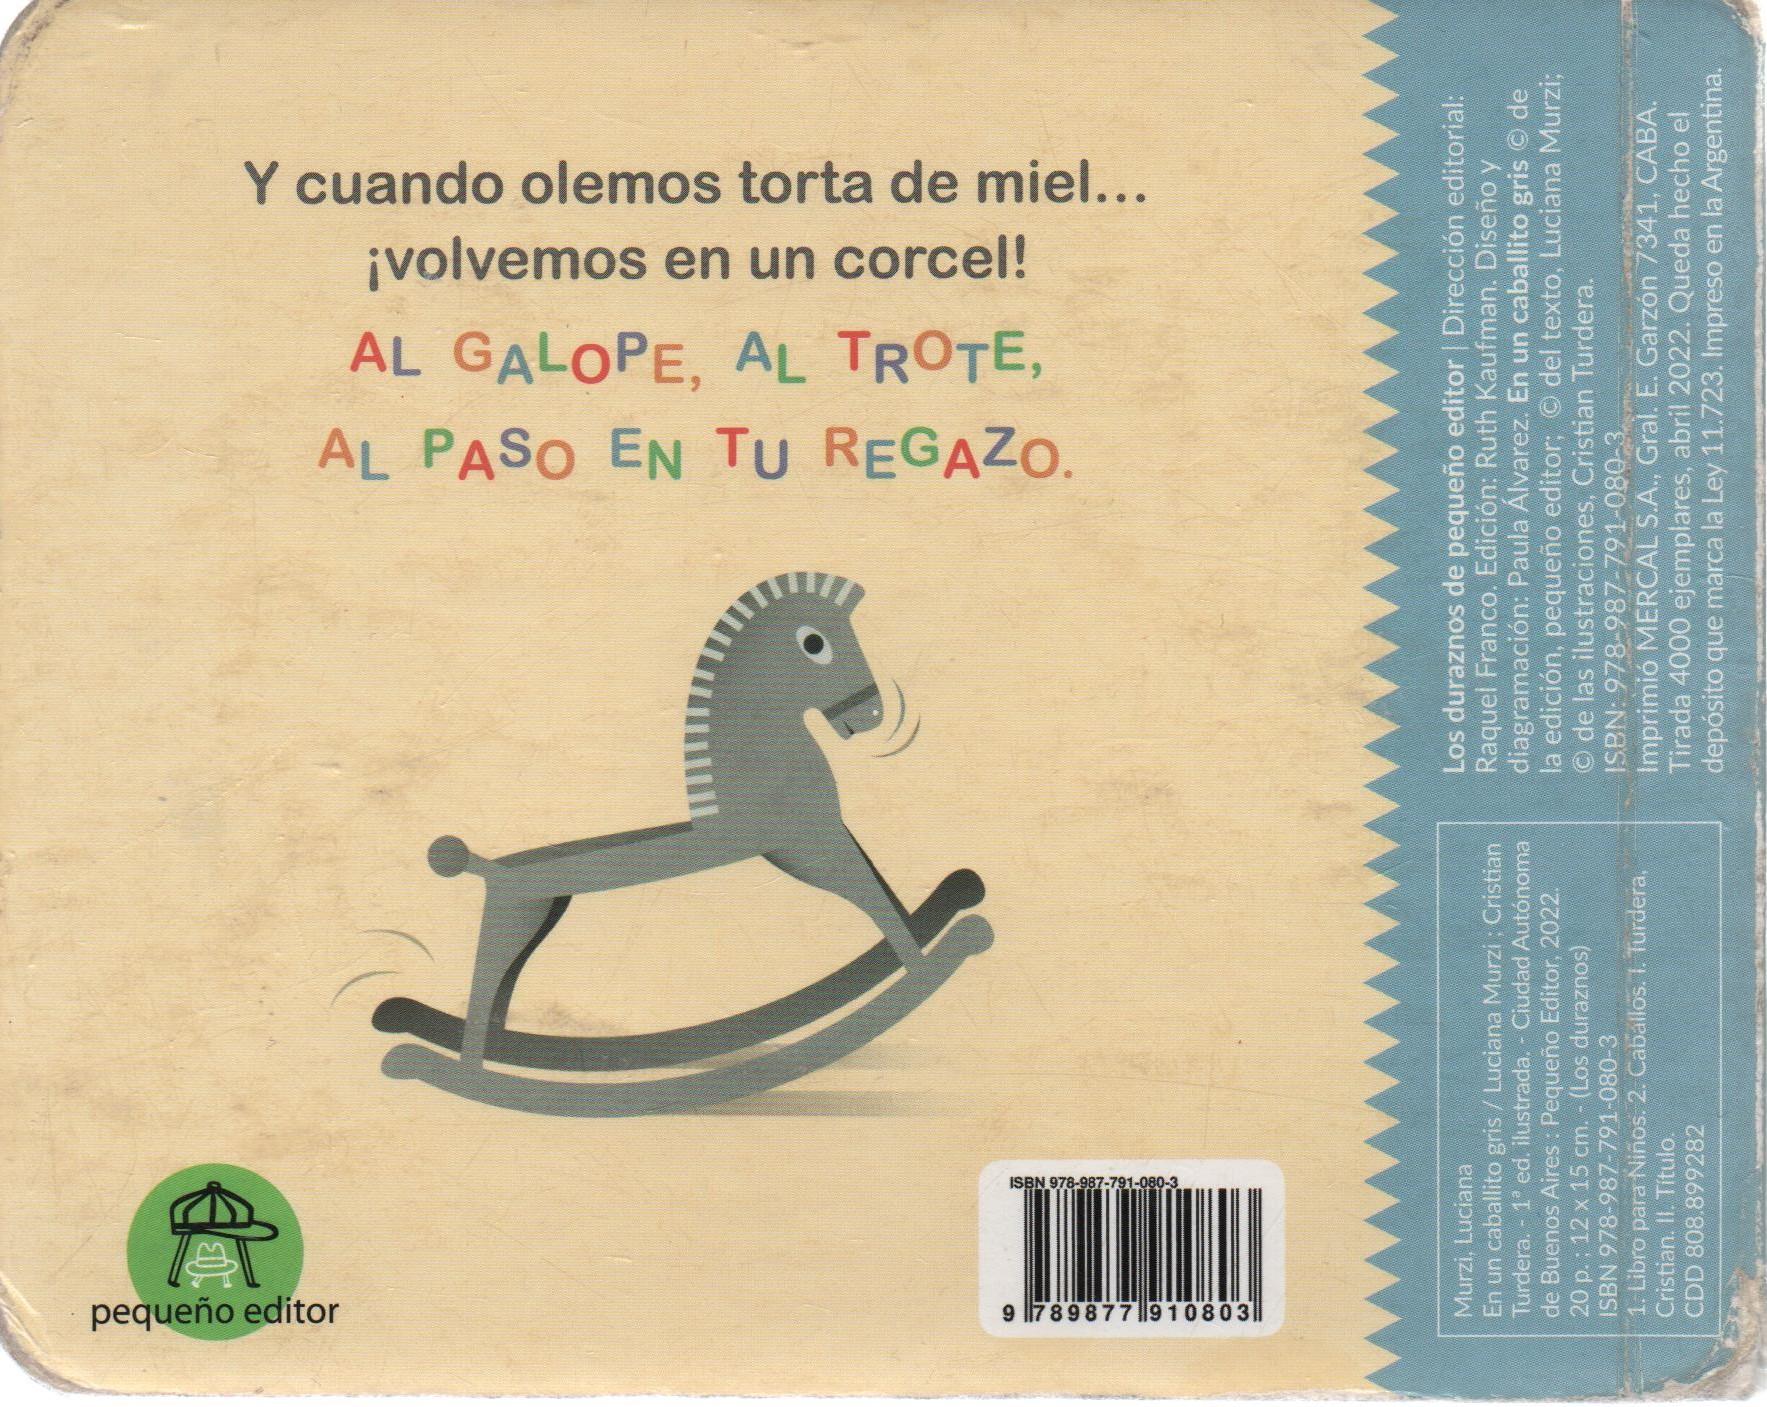 Y cuando olemos torta de miel...
¡volvemos en un corcel!
AL GALOPE, AL TROTE,
AL PASO EN TU REGAZO.
pequeño editor
ISBN 978-987-791-080-3
9 789877 910803
Los duraznos de pequeño editor | Dirección editorial:
Raquel Franco. Edición: Ruth Kaufman. Diseño y
diagramación: Paula Álvarez. En un caballito gris © de
la edición, pequeño editor; © del texto, Luciana Murzi;
© de las ilustraciones, Cristian Turdera.
ISBN: 978-987-791-080-3
Imprimió MERCAL S.A., Gral. E. Garzón 7341, CABA.
Tirada 4000 ejemplares, abril 2022. Queda hecho el
depósito que marca la Ley 11.723. Impreso en la Argentina.
Murzi, Luciana
En un caballito gris / Luciana Murzi ; Cristian
Turdera. - 1ª ed. ilustrada. - Ciudad Autónoma
de Buenos Aires : Pequeño Editor, 2022.
20 p. ; 12 x 15 cm. - (Los duraznos)
ISBN 978-987-791-080-3
1. Libro para Niños. 2. Caballos. I. Turdera,
Cristian. II. Título.
CDD 808.899282